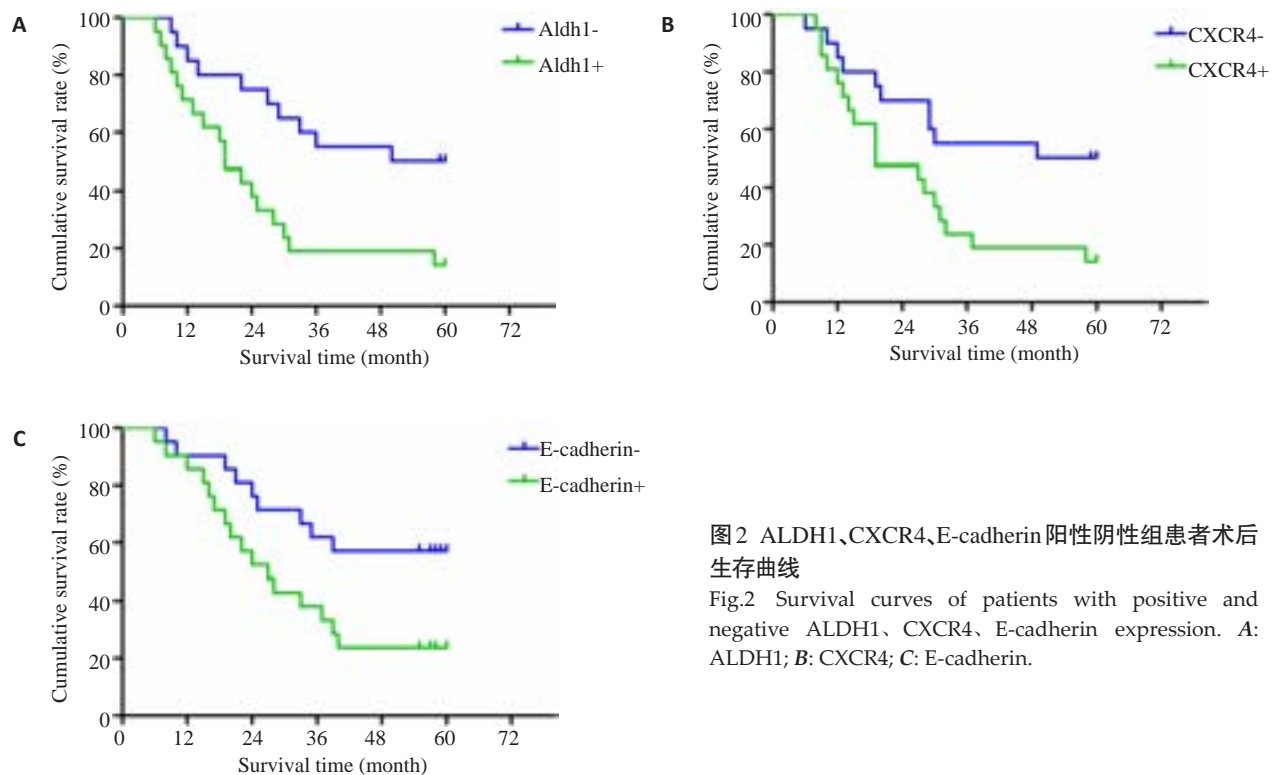 A
Cumulative survival rate (%)
100
80
60
40
20
0
0 12 24 36 48 60 72
Survival time (month)
Aldh1-
Aldh1+
B
Cumulative survival rate (%)
100
80
60
40
20
0
0 12 24 36 48 60 72
Survival time (month)
CXCR4-
CXCR4+
C
Cumulative survival rate (%)
100
80
60
40
20
0
0 12 24 36 48 60 72
Survival time (month)
E-cadherin-
E-cadherin+
图2 ALDH1、CXCR4、E-cadherin阳性阴性组患者术后
生存曲线
Fig.2 Survival curves of patients with positive and
negative ALDH1、CXCR4、E-cadherin expression. A:
ALDH1; B: CXCR4; C: E-cadherin.